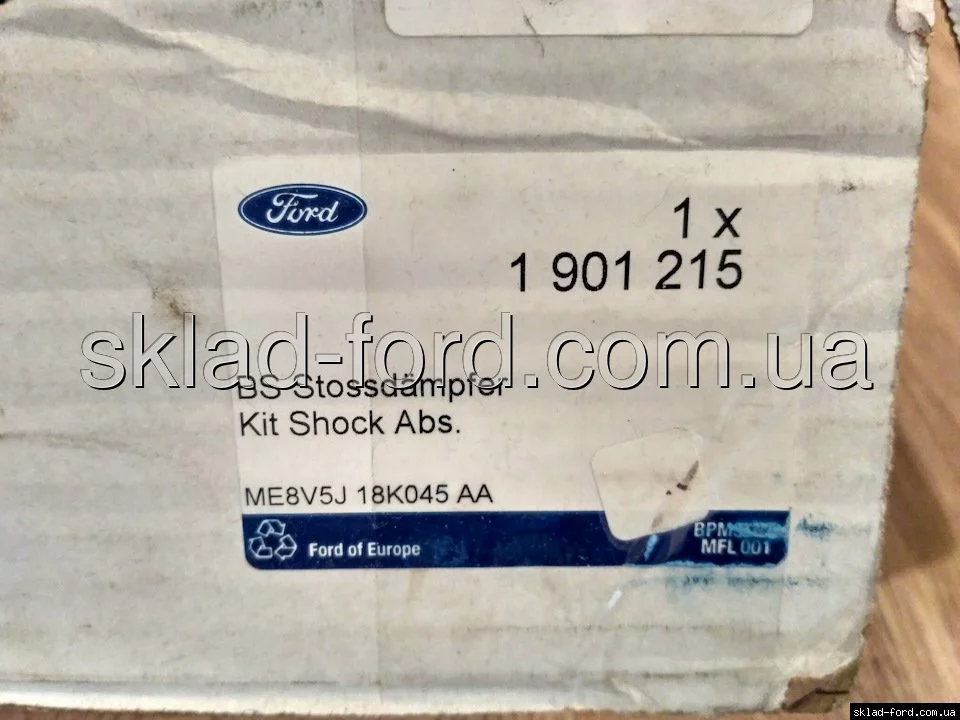 Ford
1 x
1 901 215
sklad-ford.com.ua
BS Stossdämpfer
Kit Shock Abs.
ME8V5J 18K045 AA
Ford of Europe
BPM
MFL 001
sklad-ford.com.ua